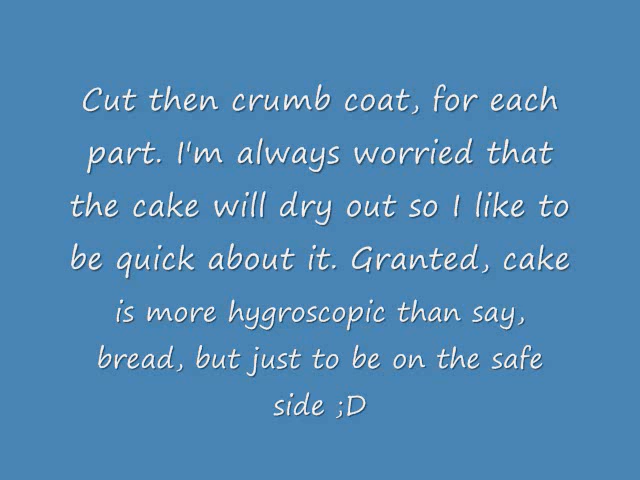 Cut then crumb coat, for each
part. I'm always worried that
the cake will dry out so I like to
be quick about it. Granted, cake
is more hygroscopic than say,
bread, but just to be on the safe
side ;D